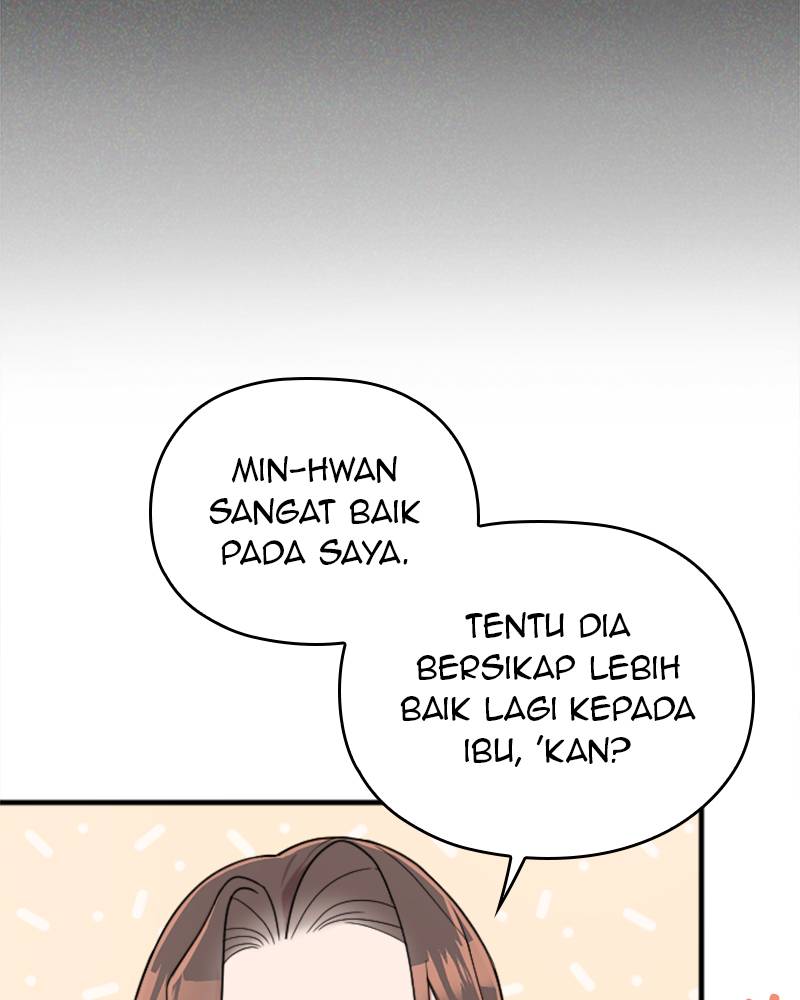 MIN-HWAN
SANGAT BAIK
PADA SAYA.
TENTU DIA
BERSIKAP LEBIH
BAIK LAGI KEPADA
IBU, 'KAN?